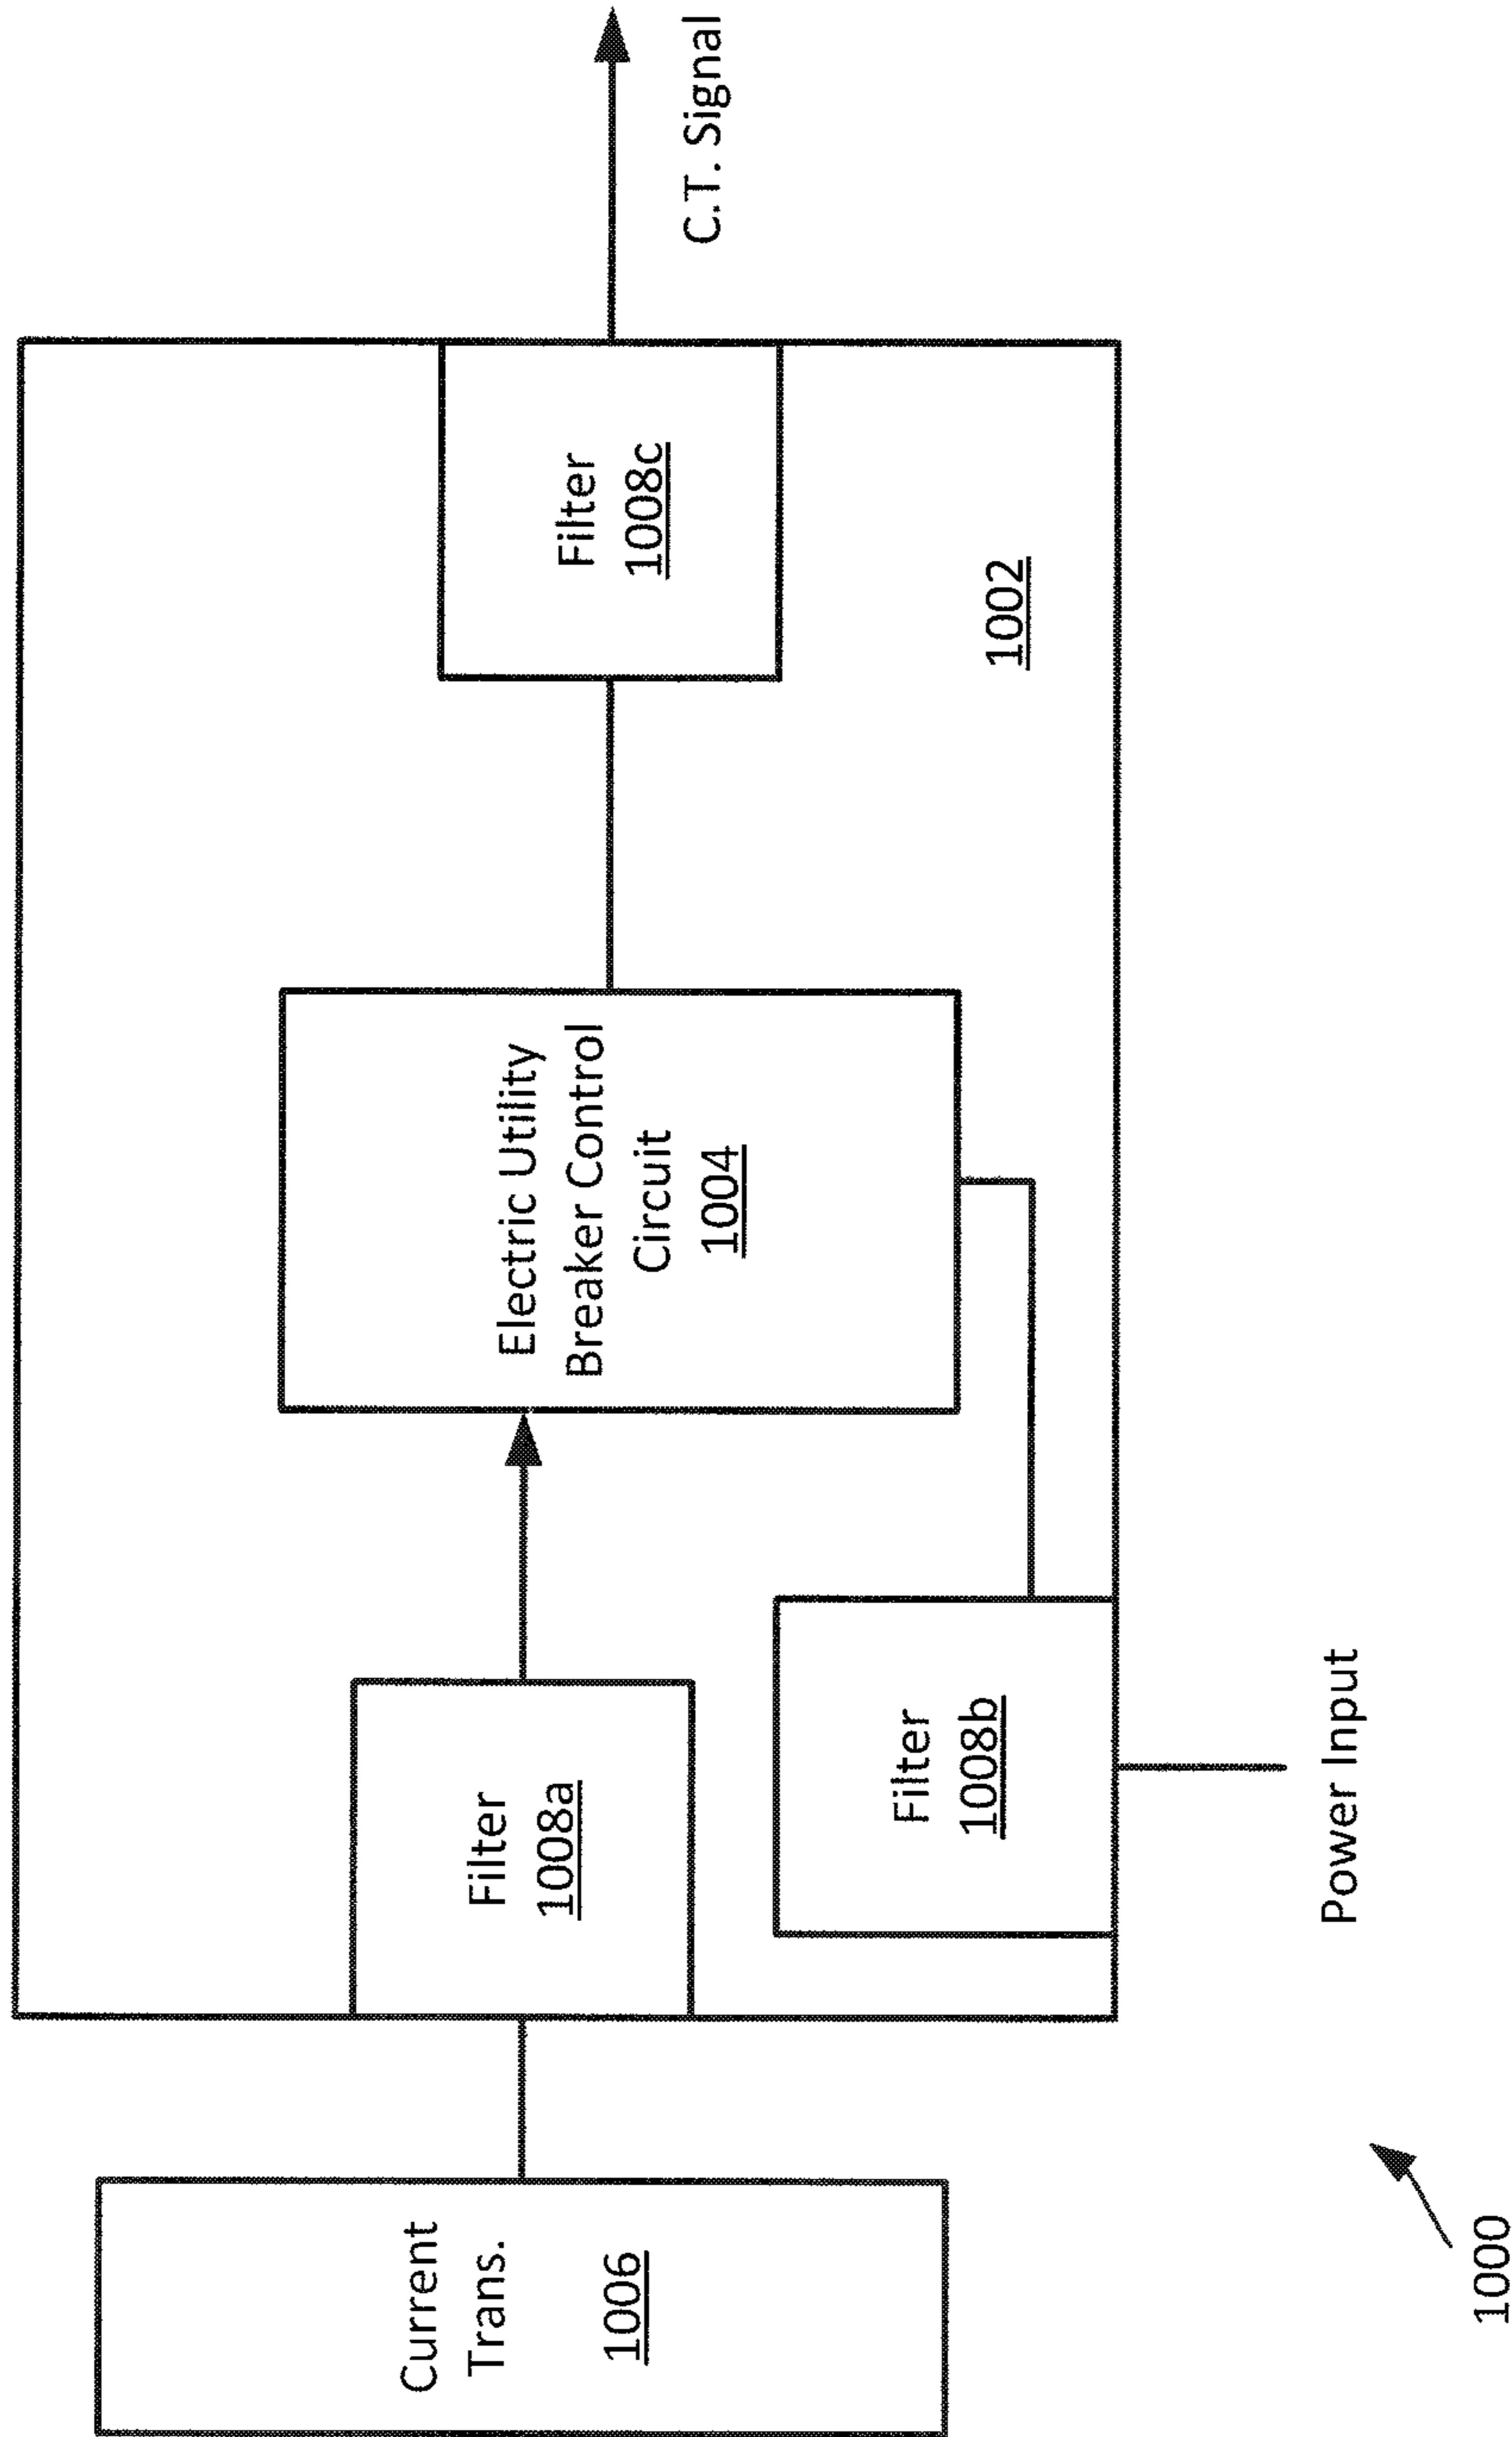 Current
Trans.
1006
Filter
1008a
Filter
1008b
Power Input
Electric Utility
Breaker Control
Circuit
1004
Filter
1008c
1002
C.T. Signal
1000